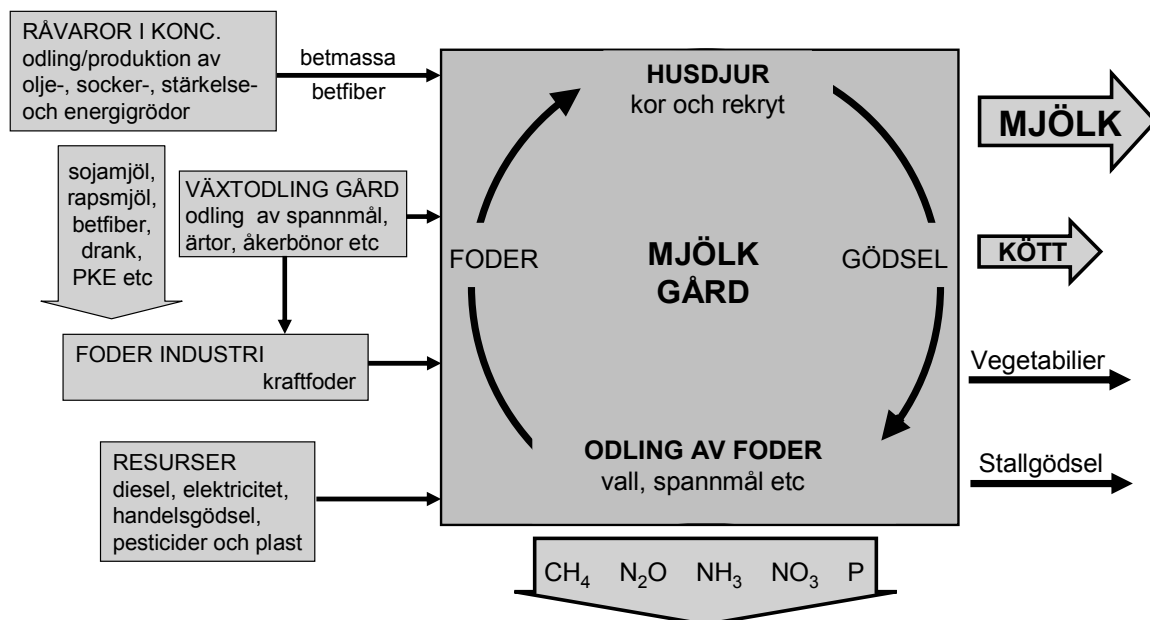 RÅVAROR I KONC.
odling/produktion av
olje-, socker-, stärkelse-
och energigrödor
betmassa
betfiber
sojamjöl,
rapsmjöl,
betfiber,
drank,
PKE etc
VÄXTODLING GÅRD
odling av spannmål,
ärtor, åkerbönor etc
FODER INDUSTRI
kraftfoder
RESURSER
diesel, elektricitet,
handelsgödsel,
pesticider och plast
HUSDJUR
kor och rekryt
FODER
MJÖLK
GÅRD
GÖDSEL
ODLING AV FODER
vall, spannmål etc
MJÖLK
KÖTT
Vegetabilier
Stallgödsel
CH₄ N₂O NH₃ NO₃ P